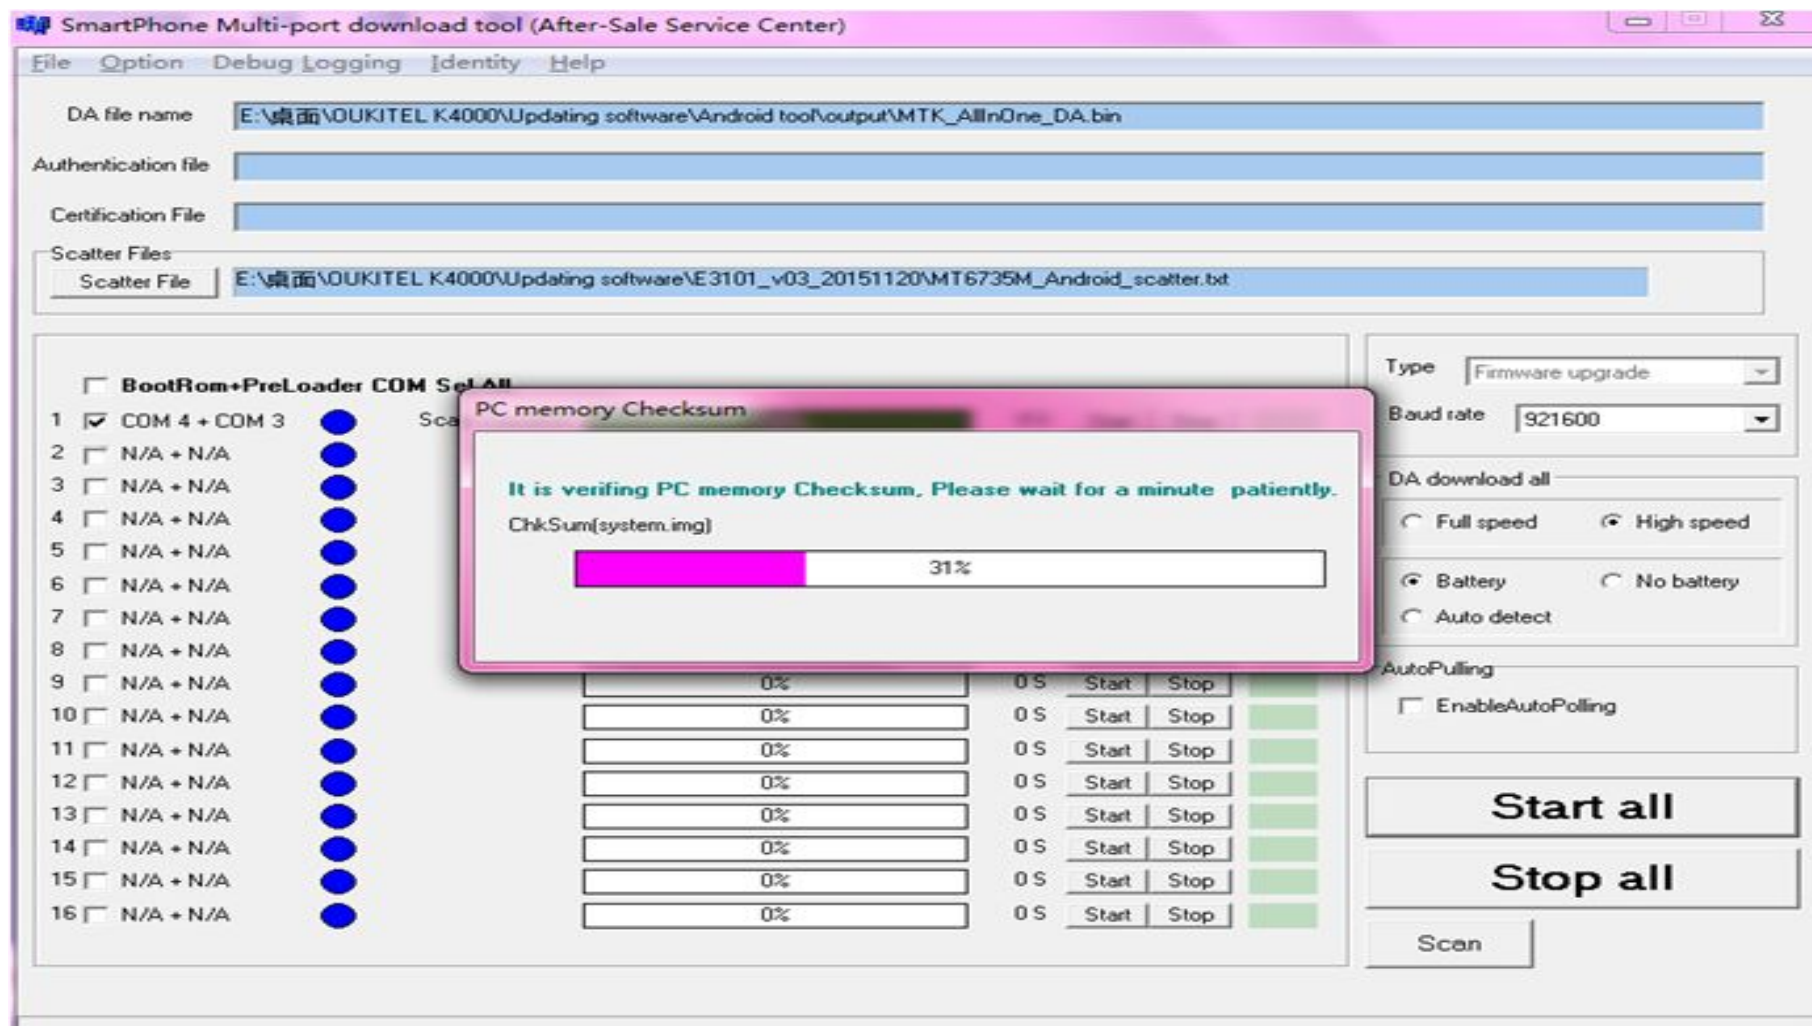 SmartPhone Multi-port download tool (After-Sale Service Center)
File Option Debug Logging Identity Help
DA file name E:\桌面\OUKITEL K4000\Updating software\Android tool\output\MTK_AllInOne_DA.bin
Authentication file
Certification File
Scatter Files
Scatter File E:\桌面\OUKITEL K4000\Updating software\E3101_v03_20151120\MT6735M_Android_scatter.txt
BootRom+PreLoader COM Sel All
1 COM 4 + COM 3
2 N/A + N/A
3 N/A + N/A
4 N/A + N/A
5 N/A + N/A
6 N/A + N/A
7 N/A + N/A
8 N/A + N/A
9 N/A + N/A 0% 0 S Start Stop
10 N/A + N/A 0% 0 S Start Stop
11 N/A + N/A 0% 0 S Start Stop
12 N/A + N/A 0% 0 S Start Stop
13 N/A + N/A 0% 0 S Start Stop
14 N/A + N/A 0% 0 S Start Stop
15 N/A + N/A 0% 0 S Start Stop
16 N/A + N/A 0% 0 S Start Stop
PC memory Checksum
It is verifing PC memory Checksum, Please wait for a minute patiently.
ChkSum(system.img)
31%
Type Firmware upgrade
Baud rate 921600
DA download all
Full speed High speed
Battery No battery
Auto detect
AutoPulling
EnableAutoPolling
Start all
Stop all
Scan